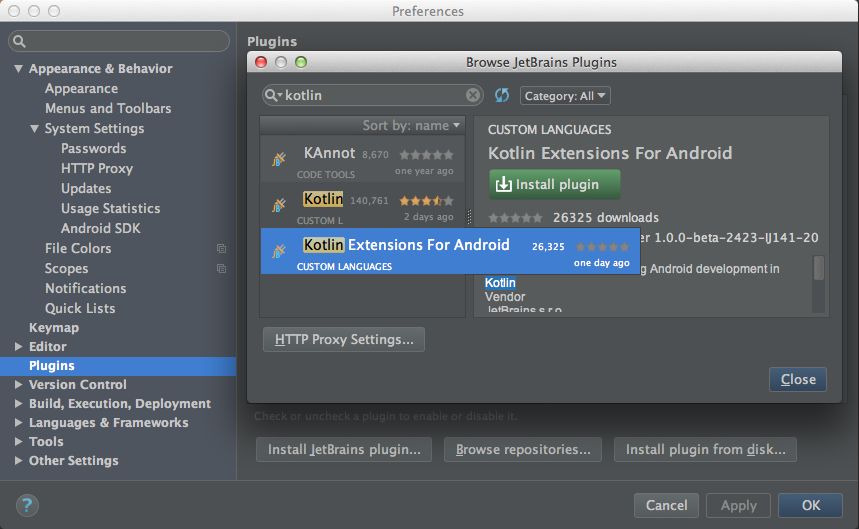 Preferences
Appearance & Behavior
Appearance
Menus and Toolbars
System Settings
Passwords
HTTP Proxy
Updates
Usage Statistics
Android SDK
File Colors
Scopes
Notifications
Quick Lists
Keymap
Editor
Plugins
Version Control
Build, Execution, Deployment
Languages & Frameworks
Tools
Other Settings
Plugins
Browse JetBrains Plugins
kotlin
Category: All
Sort by: name
KAnnot 8,670
CODE TOOLS one year ago
Kotlin 140,761
CUSTOM L 2 days ago
Kotlin Extensions For Android 26,325
CUSTOM LANGUAGES one day ago
CUSTOM LANGUAGES
Kotlin Extensions For Android
Install plugin
26325 downloads
er 1.0.0-beta-2423-IJ141-20
g Android development in
Kotlin
Vendor
JetBrains s.r.o
HTTP Proxy Settings...
Close
Check or uncheck a plugin to enable or disable it.
Install JetBrains plugin...
Browse repositories...
Install plugin from disk...
?
Cancel
Apply
OK